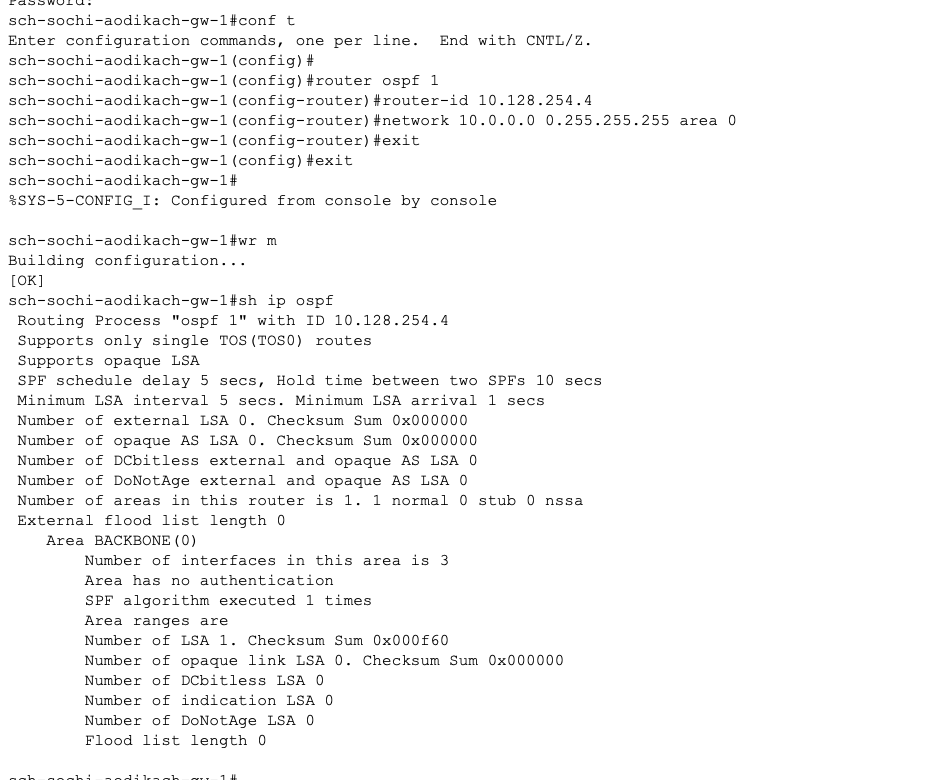 Password:
sch-sochi-aodikach-gw-1#conf t
Enter configuration commands, one per line.  End with CNTL/Z.
sch-sochi-aodikach-gw-1(config)#
sch-sochi-aodikach-gw-1(config)#router ospf 1
sch-sochi-aodikach-gw-1(config-router)#router-id 10.128.254.4
sch-sochi-aodikach-gw-1(config-router)#network 10.0.0.0 0.255.255.255 area 0
sch-sochi-aodikach-gw-1(config-router)#exit
sch-sochi-aodikach-gw-1(config)#exit
sch-sochi-aodikach-gw-1#
%SYS-5-CONFIG_I: Configured from console by console

sch-sochi-aodikach-gw-1#wr m
Building configuration...
[OK]
sch-sochi-aodikach-gw-1#sh ip ospf
 Routing Process "ospf 1" with ID 10.128.254.4
 Supports only single TOS(TOS0) routes
 Supports opaque LSA
 SPF schedule delay 5 secs, Hold time between two SPFs 10 secs
 Minimum LSA interval 5 secs. Minimum LSA arrival 1 secs
 Number of external LSA 0. Checksum Sum 0x000000
 Number of opaque AS LSA 0. Checksum Sum 0x000000
 Number of DCbitless external and opaque AS LSA 0
 Number of DoNotAge external and opaque AS LSA 0
 Number of areas in this router is 1. 1 normal 0 stub 0 nssa
 External flood list length 0
    Area BACKBONE(0)
        Number of interfaces in this area is 3
        Area has no authentication
        SPF algorithm executed 1 times
        Area ranges are
        Number of LSA 1. Checksum Sum 0x000f60
        Number of opaque link LSA 0. Checksum Sum 0x000000
        Number of DCbitless LSA 0
        Number of indication LSA 0
        Number of DoNotAge LSA 0
        Flood list length 0

sch-sochi-aodikach-gw-1#